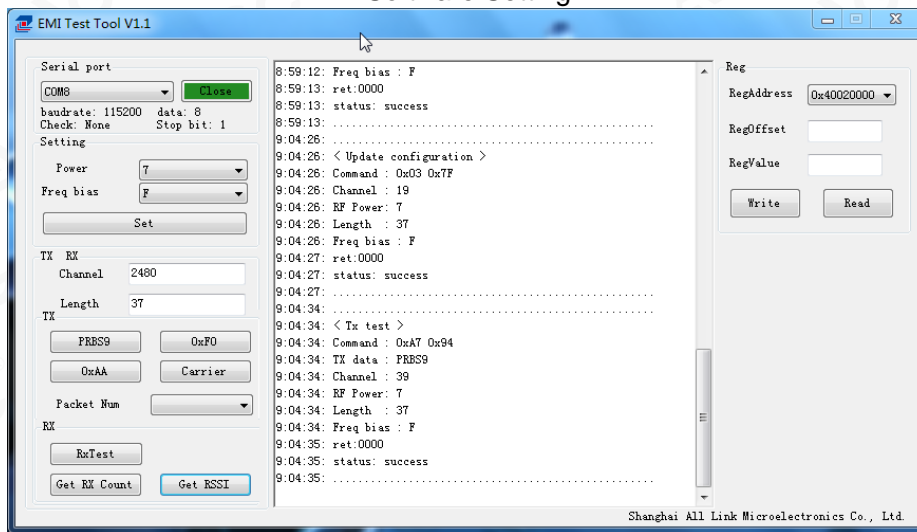 Software Setting
EMI Test Tool V1.1
Serial port
COM8
Close
baudrate: 115200 data: 8
Check: None Stop bit: 1
Setting
Power 7
Freq bias F
Set
TX RX
Channel 2480
Length 37
TX
PRBS9 0xF0
0xAA Carrier
Packet Num
RX
RxTest
Get RX Count Get RSSI
8:59:12: Freq bias : F
8:59:13: ret:0000
8:59:13: status: success
8:59:13: ......................................................
9:04:26: ......................................................
9:04:26: < Update configuration >
9:04:26: Command : 0x03 0x7F
9:04:26: Channel : 19
9:04:26: RF Power: 7
9:04:26: Length : 37
9:04:26: Freq bias : F
9:04:27: ret:0000
9:04:27: status: success
9:04:27: ......................................................
9:04:34: ......................................................
9:04:34: < Tx test >
9:04:34: Command : 0xA7 0x94
9:04:34: TX data : PRBS9
9:04:34: Channel : 39
9:04:34: RF Power: 7
9:04:34: Length : 37
9:04:34: Freq bias : F
9:04:35: ret:0000
9:04:35: status: success
9:04:35: ......................................................
Reg
RegAddress 0x40020000
RegOffset
RegValue
Write Read
Shanghai All Link Microelectronics Co., Ltd.